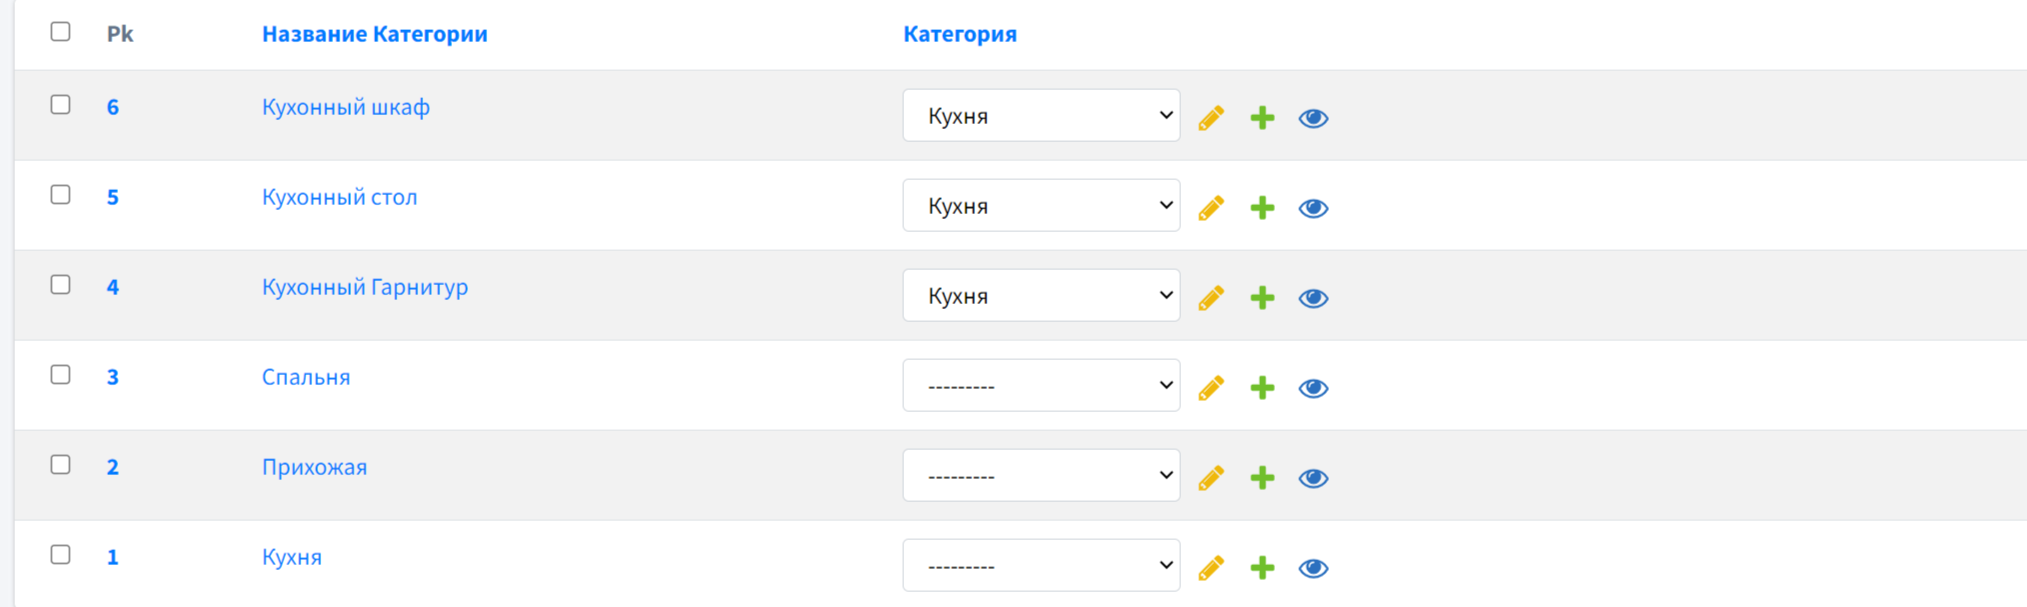 Pk Название Категории Категория
6 Кухонный шкаф Кухня
5 Кухонный стол Кухня
4 Кухонный Гарнитур Кухня
3 Спальня ---------
2 Прихожая ---------
1 Кухня ---------